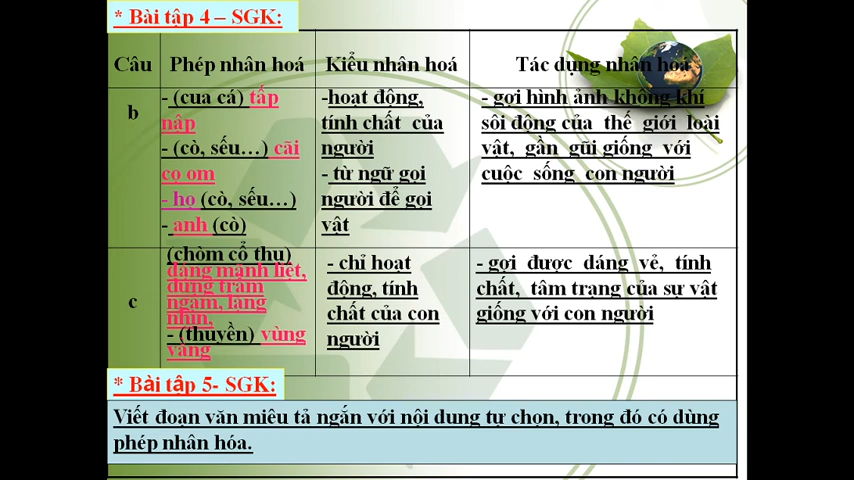 * Bài tập 4 – SGK:
Câu
Phép nhân hoá
Kiểu nhân hoá
Tác dụng nhân hoá
b
- (cua cá) tấp
nập
- (cò, sếu…) cãi
cọ om
- họ (cò, sếu…)
- anh (cò)
-hoạt động,
tính chất của
người
- từ ngữ gọi
người để gọi
vật
- gợi hình ảnh không khí
sôi động của thế giới loài
vật, gần gũi giống với
cuộc sống con người
c
(chòm cổ thụ)
dáng mãnh liệt,
đứng trầm
ngâm, lặng
nhìn,
- (thuyền) vùng
vằng
- chỉ hoạt
động, tính
chất của con
người
- gợi được dáng vẻ, tính
chất, tâm trạng của sự vật
giống với con người
* Bài tập 5- SGK:
Viết đoạn văn miêu tả ngắn với nội dung tự chọn, trong đó có dùng
phép nhân hóa.